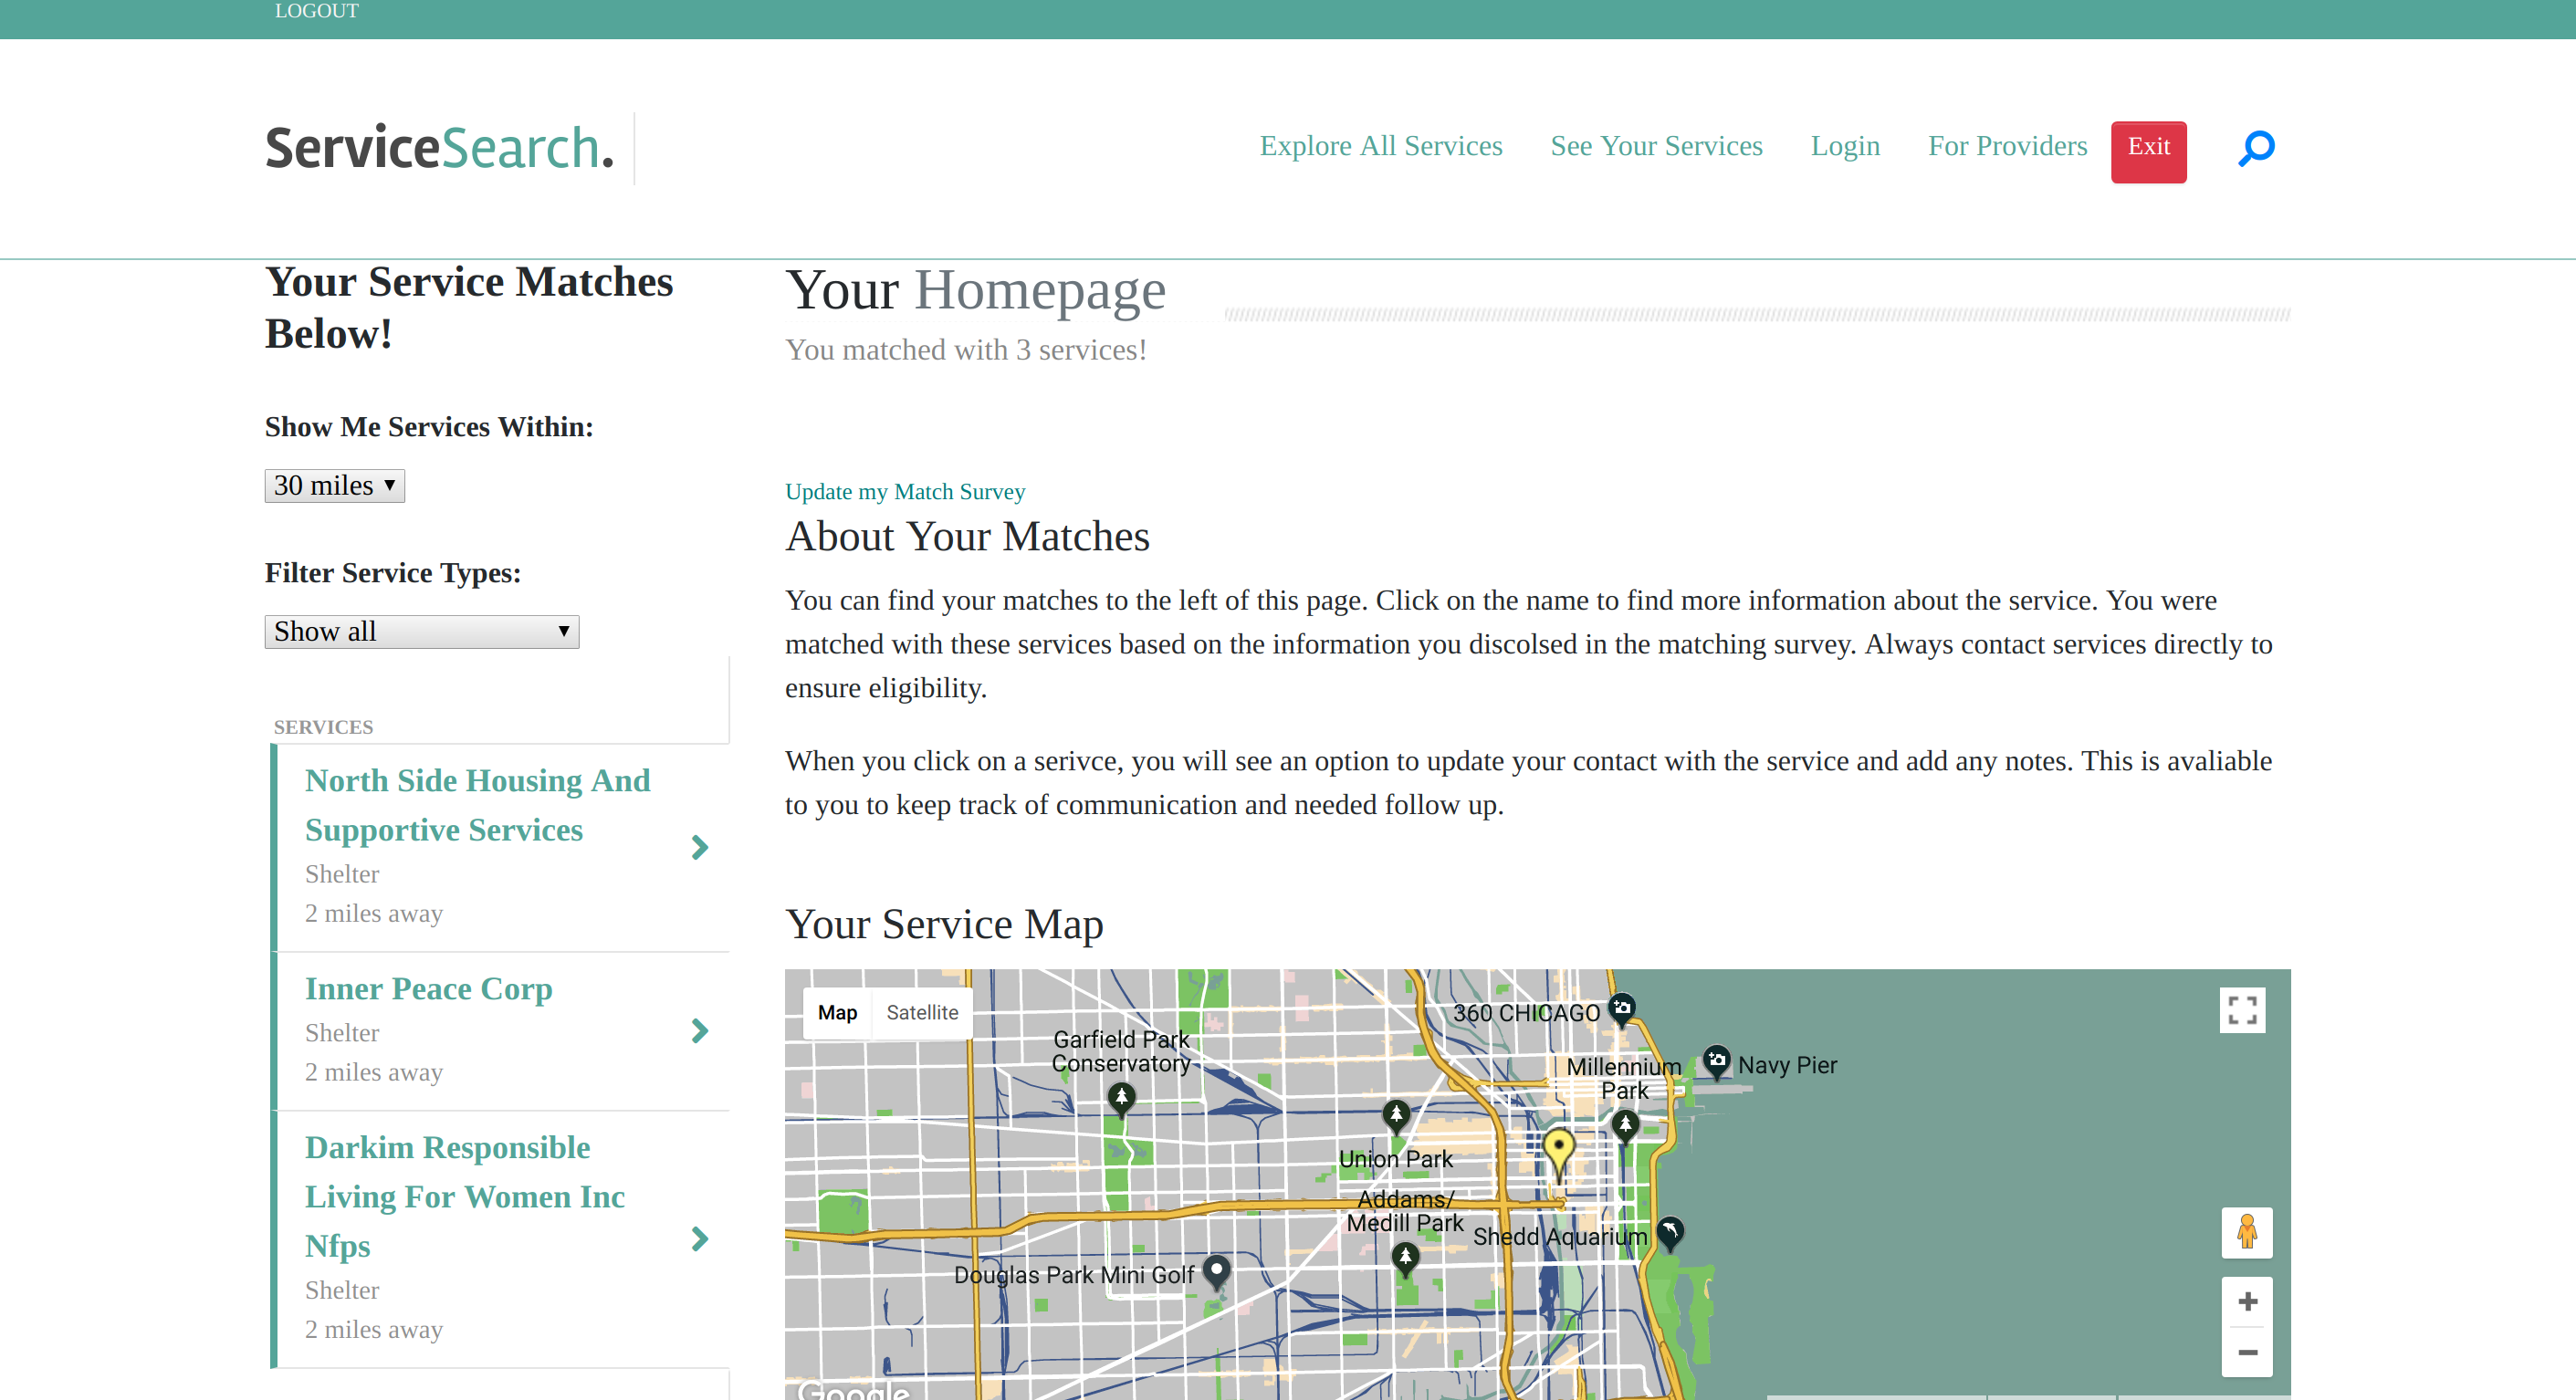 LOGOUT
ServiceSearch.
Explore All Services
See Your Services
Login
For Providers
Exit
Your Service Matches
Below!
Show Me Services Within:
30 miles
Filter Service Types:
Show all
SERVICES
North Side Housing And
Supportive Services
Shelter
2 miles away
Inner Peace Corp
Shelter
2 miles away
Darkim Responsible
Living For Women Inc
Nfps
Shelter
2 miles away
Your Homepage
You matched with 3 services!
Update my Match Survey
About Your Matches
You can find your matches to the left of this page. Click on the name to find more information about the service. You were
matched with these services based on the information you discolsed in the matching survey. Always contact services directly to
ensure eligibility.
When you click on a serivce, you will see an option to update your contact with the service and add any notes. This is avaliable
to you to keep track of communication and needed follow up.
Your Service Map
Map
Satellite
360 CHICAGO
Garfield Park
Conservatory
Navy Pier
Millennium
Park
Union Park
Addams/
Medill Park
Shedd Aquarium
Douglas Park Mini Golf
Google